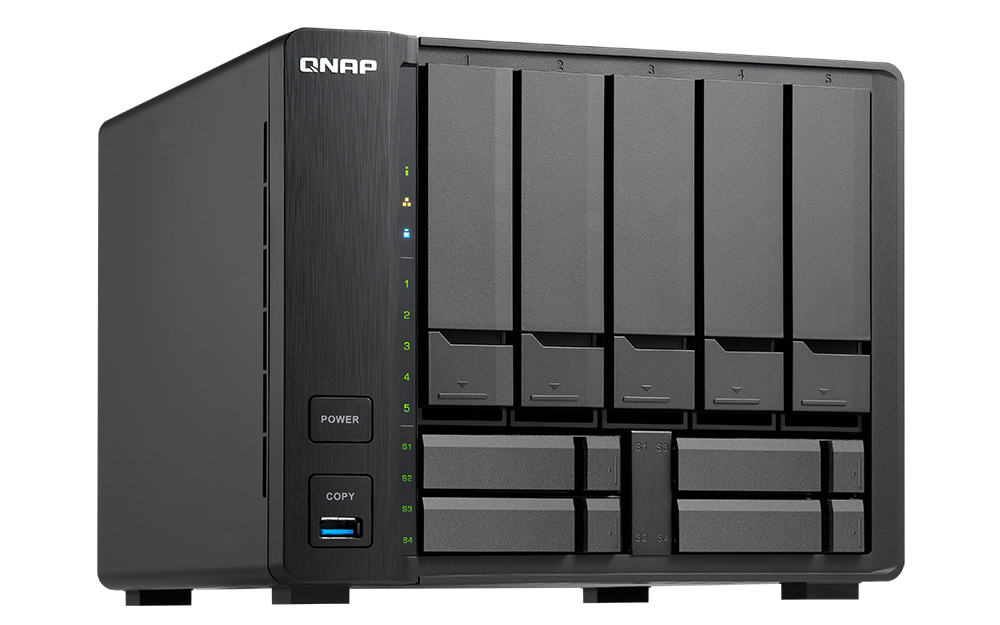 QNAP
1 2 3 4 5
1
2
3
4
5
S1
S2
S3
S4
POWER
COPY
S1 S3
S2 S4